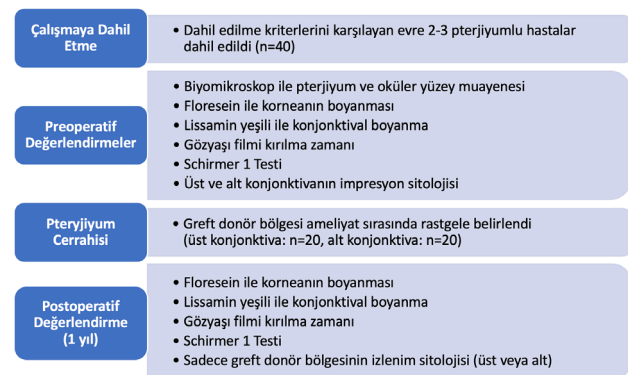 Çalışmaya Dahil
Etme
• Dahil edilme kriterlerini karşılayan evre 2-3 pterjiyumlu hastalar
dahil edildi (n=40)
Preoperatif
Değerlendirmeler
• Biyomikroskop ile pterjiyum ve oküler yüzey muayenesi
• Floresein ile korneanın boyanması
• Lissamin yeşili ile konjonktival boyanma
• Gözyaşı filmi kırılma zamanı
• Schirmer 1 Testi
• Üst ve alt konjonktivanın impresyon sitolojisi
Pteryjiyum
Cerrahisi
• Greft donör bölgesi ameliyat sırasında rastgele belirlendi
(üst konjonktiva: n=20, alt konjonktiva: n=20)
Postoperatif
Değerlendirme
(1 yıl)
• Floresein ile korneanın boyanması
• Lissamin yeşili ile konjonktival boyanma
• Gözyaşı filmi kırılma zamanı
• Schirmer 1 Testi
• Sadece greft donör bölgesinin izlenim sitolojisi (üst veya alt)